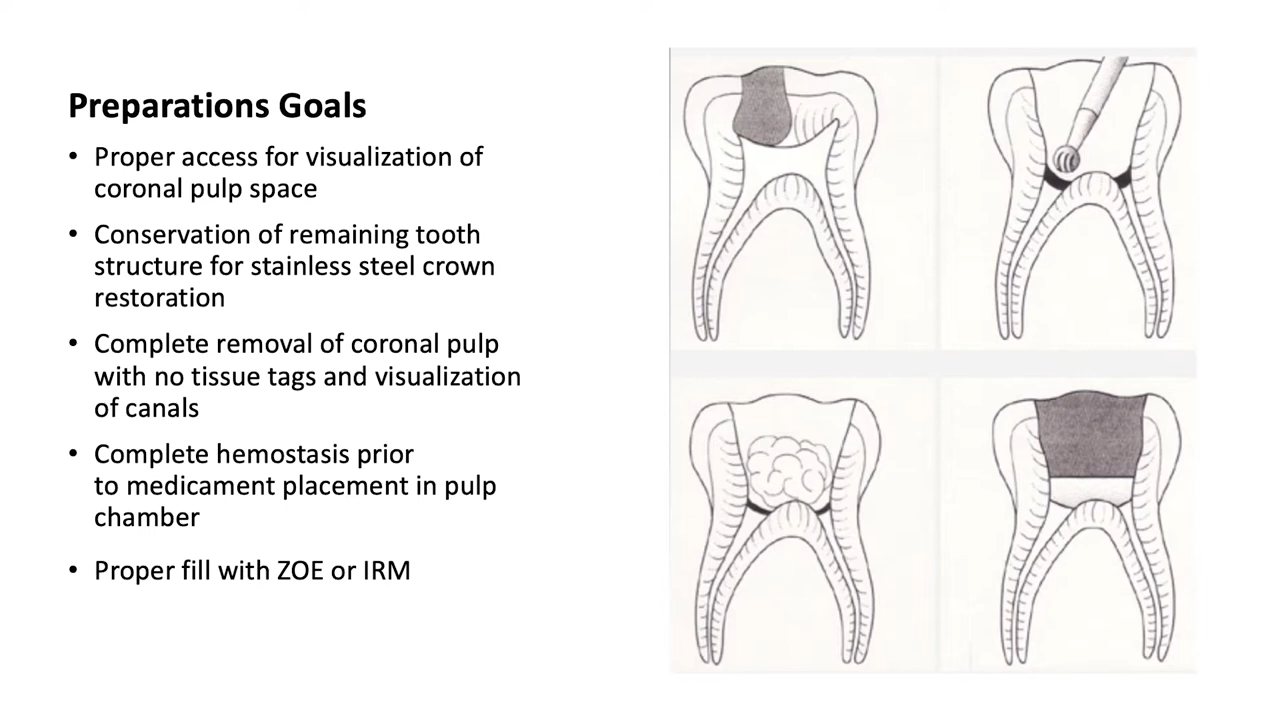 Preparations Goals
• Proper access for visualization of
coronal pulp space
• Conservation of remaining tooth
structure for stainless steel crown
restoration
• Complete removal of coronal pulp
with no tissue tags and visualization
of canals
• Complete hemostasis prior
to medicament placement in pulp
chamber
• Proper fill with ZOE or IRM